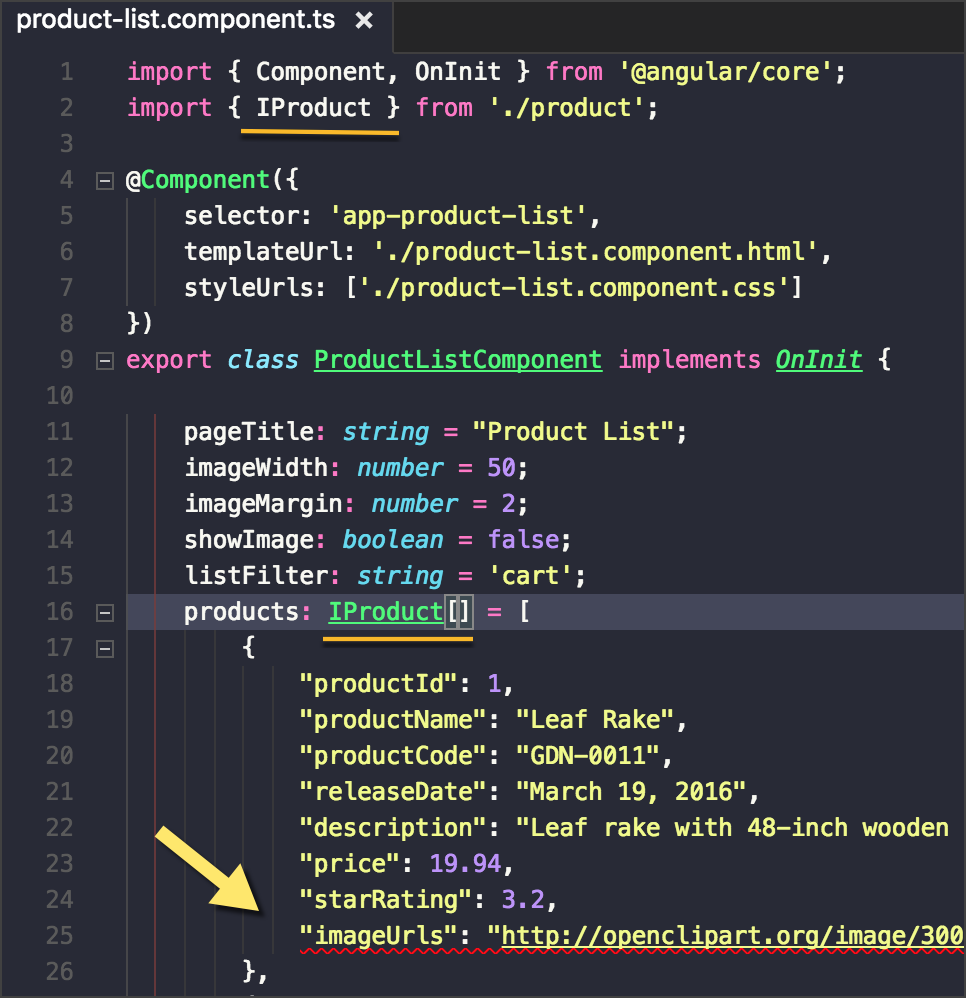 product-list.component.ts ×
1 import { Component, OnInit } from '@angular/core';
2 import { IProduct } from './product';
3
4 @Component({
5 selector: 'app-product-list',
6 templateUrl: './product-list.component.html',
7 styleUrls: ['./product-list.component.css']
8 })
9 export class ProductListComponent implements OnInit {
10
11 pageTitle: string = "Product List";
12 imageWidth: number = 50;
13 imageMargin: number = 2;
14 showImage: boolean = false;
15 listFilter: string = 'cart';
16 products: IProduct[] = [
17 {
18 "productId": 1,
19 "productName": "Leaf Rake",
20 "productCode": "GDN-0011",
21 "releaseDate": "March 19, 2016",
22 "description": "Leaf rake with 48-inch wooden
23 "price": 19.94,
24 "starRating": 3.2,
25 "imageUrls": "http://openclipart.org/image/300
26 },